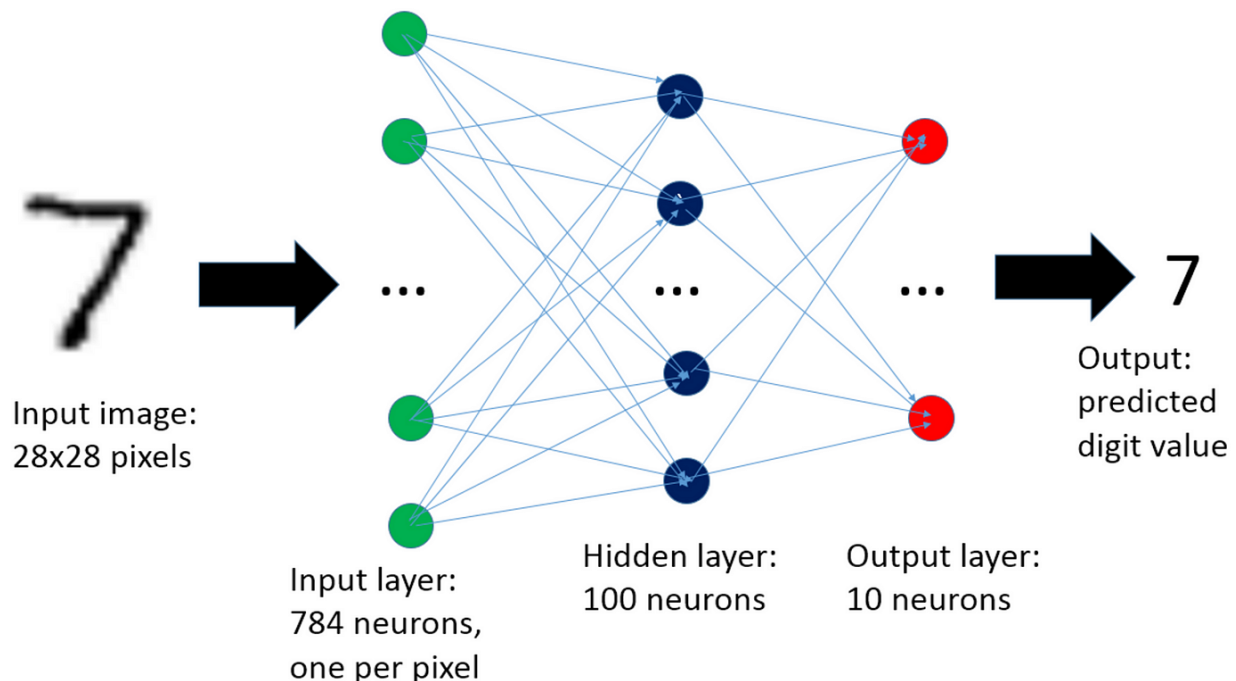 7
...
...
...
7
Input image:
28x28 pixels
Input layer:
784 neurons,
one per pixel
Hidden layer:
100 neurons
Output layer:
10 neurons
Output:
predicted
digit value